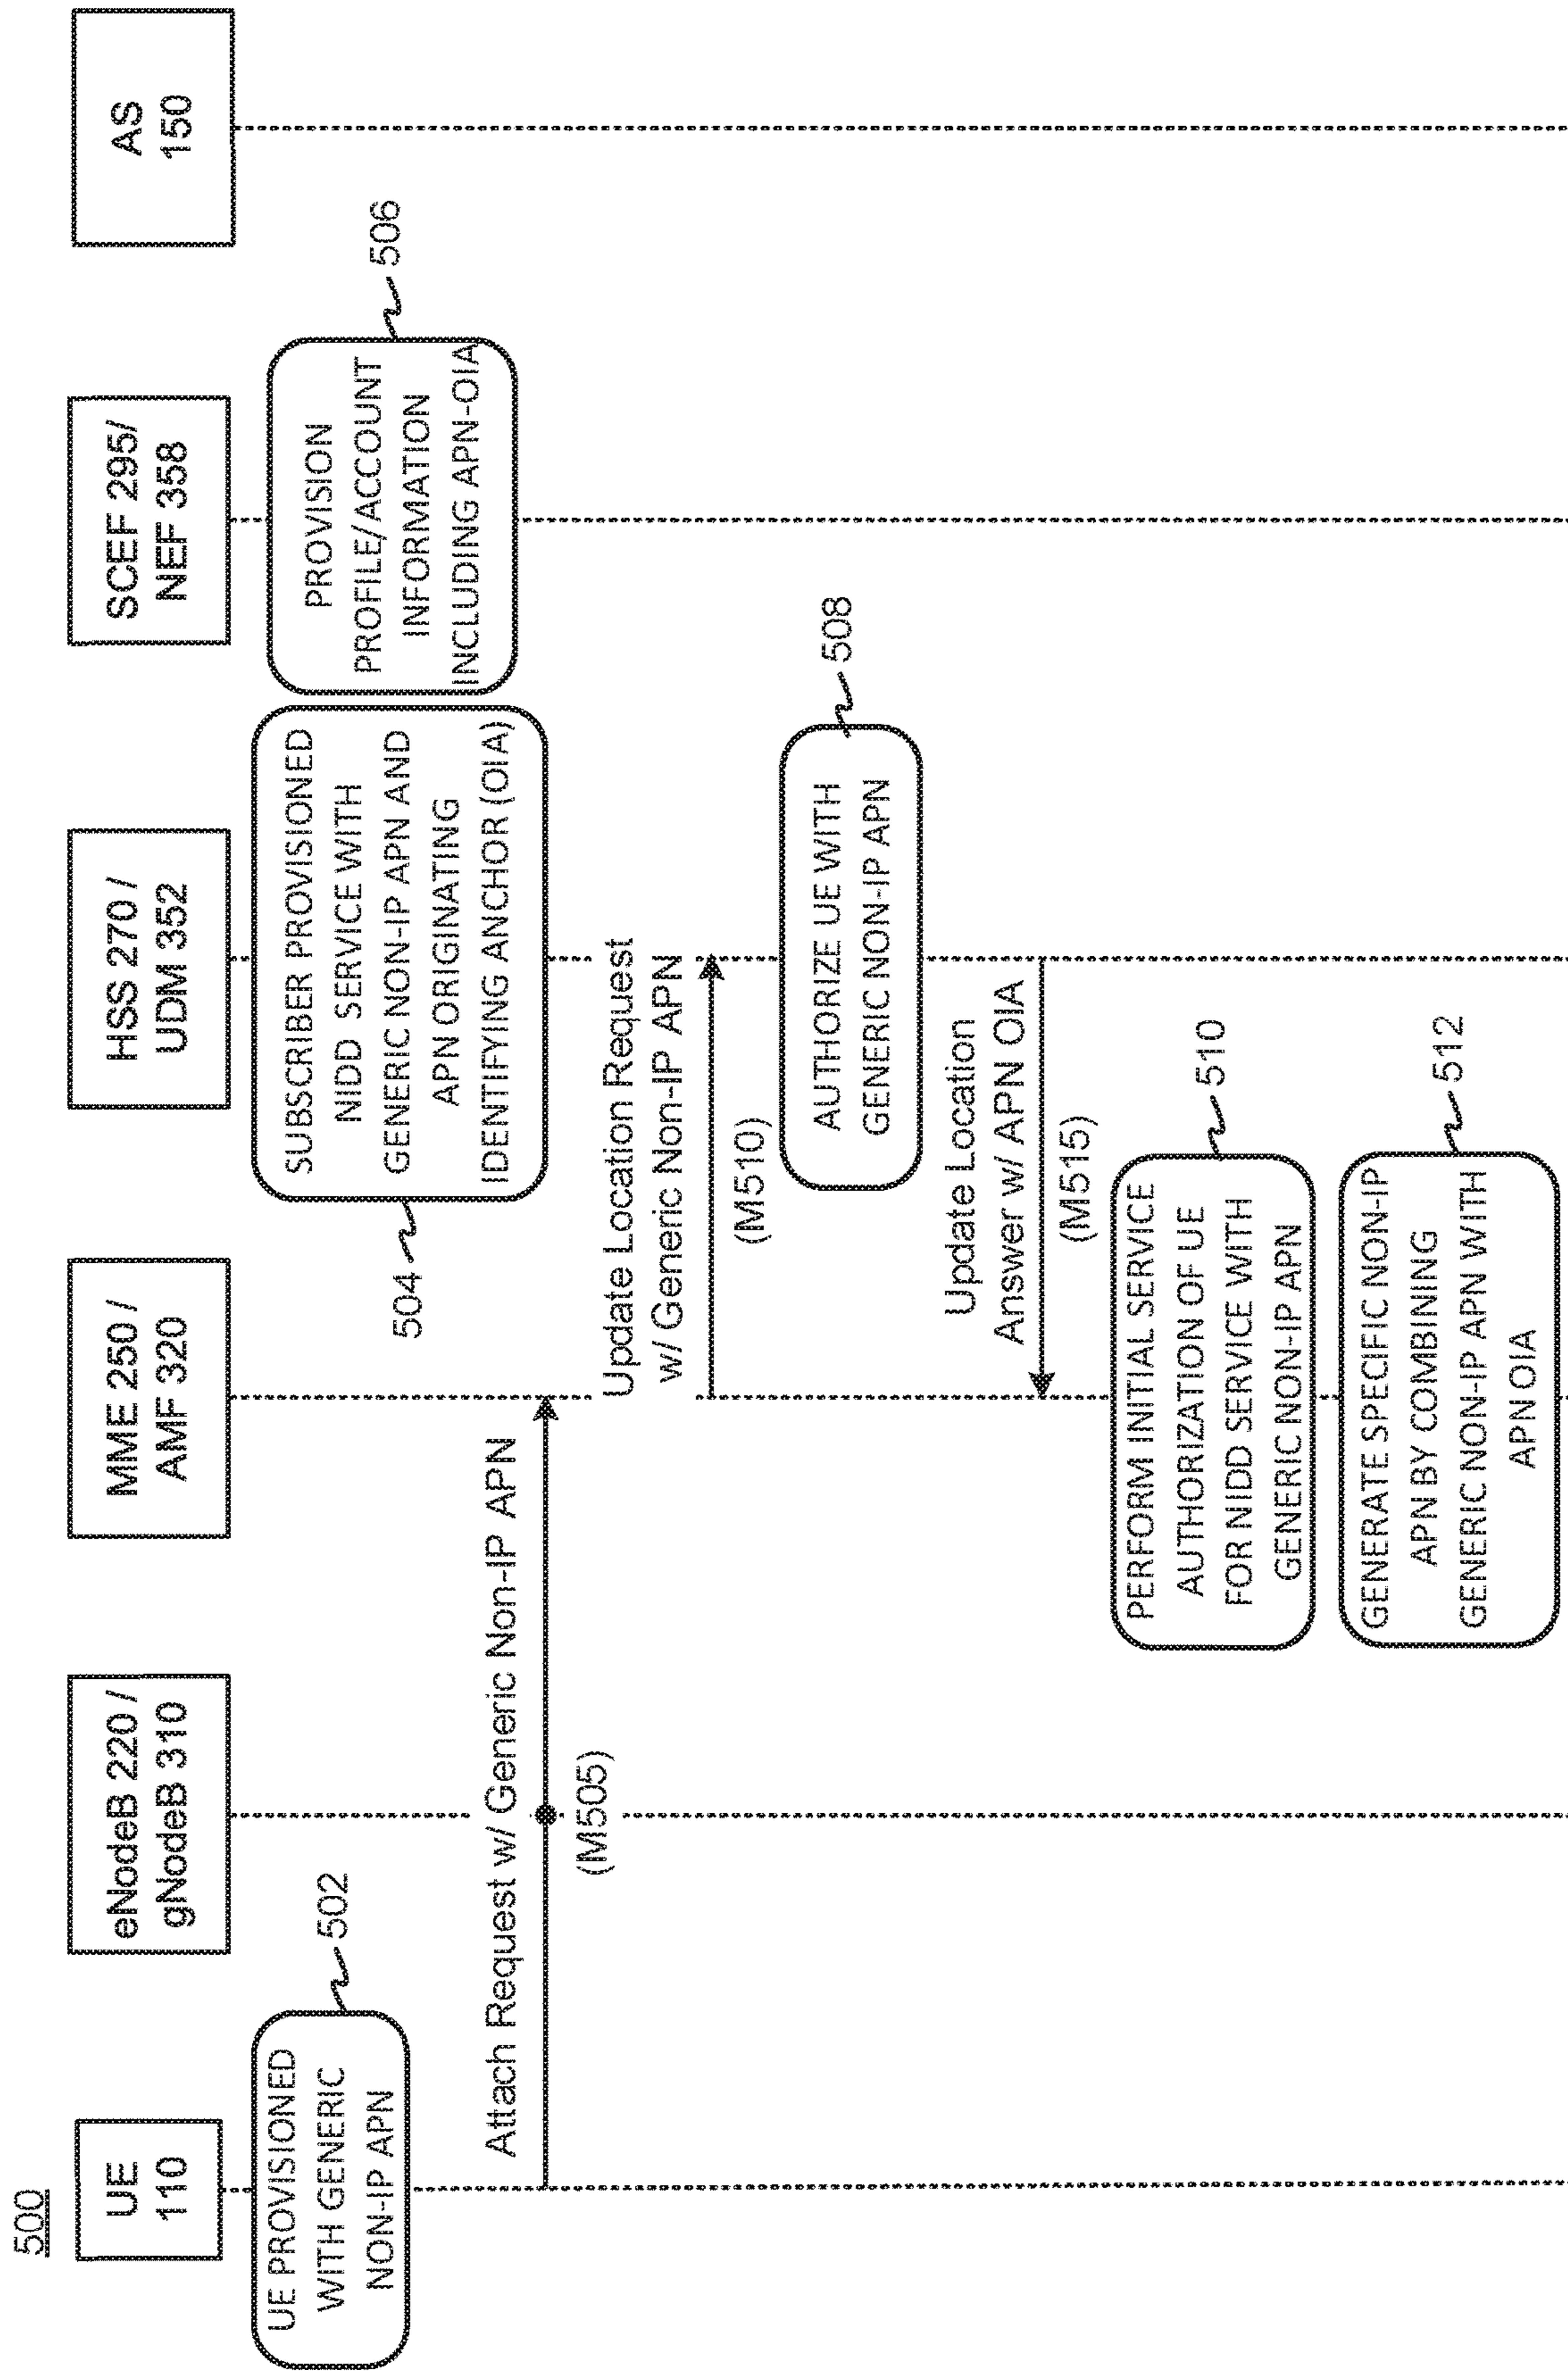 500
UE
110
eNodeB 220 /
gNodeB 310
MME 250 /
AMF 320
HSS 270 /
UDM 352
SCEF 295/
NEF 358
AS
150
UE PROVISIONED
WITH GENERIC
NON-IP APN
502
504
SUBSCRIBER PROVISIONED
NIDD SERVICE WITH
GENERIC NON-IP APN AND
APN ORIGINATING
IDENTIFYING ANCHOR (OIA)
PROVISION
PROFILE/ACCOUNT
INFORMATION
INCLUDING APN-OIA
506
Attach Request w/ Generic Non-IP APN
(M505)
Update Location Request
w/ Generic Non-IP APN
(M510)
AUTHORIZE UE WITH
GENERIC NON-IP APN
508
Update Location
Answer w/ APN OIA
(M515)
PERFORM INITIAL SERVICE
AUTHORIZATION OF UE
FOR NIDD SERVICE WITH
GENERIC NON-IP APN
510
GENERATE SPECIFIC NON-IP
APN BY COMBINING
GENERIC NON-IP APN WITH
APN OIA
512